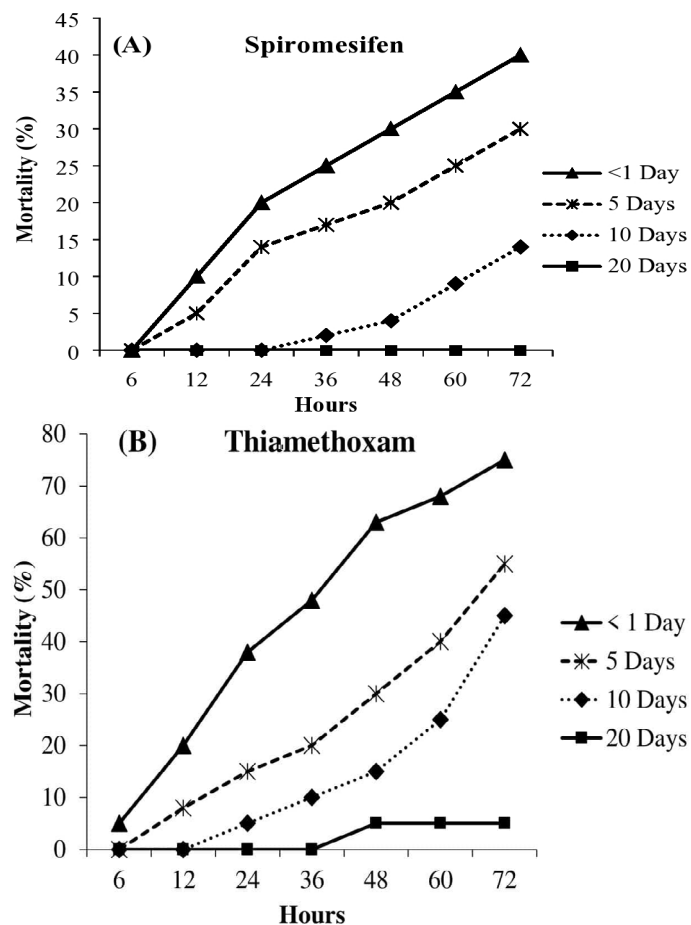 (A) Spiromesifen
45
40
35
30
25
20
15
10
5
0
Mortality (%)
6 12 24 36 48 60 72
Hours
<1 Day
5 Days
10 Days
20 Days
(B) Thiamethoxam
80
70
60
50
40
30
20
10
0
Mortality (%)
6 12 24 36 48 60 72
Hours
< 1 Day
5 Days
10 Days
20 Days